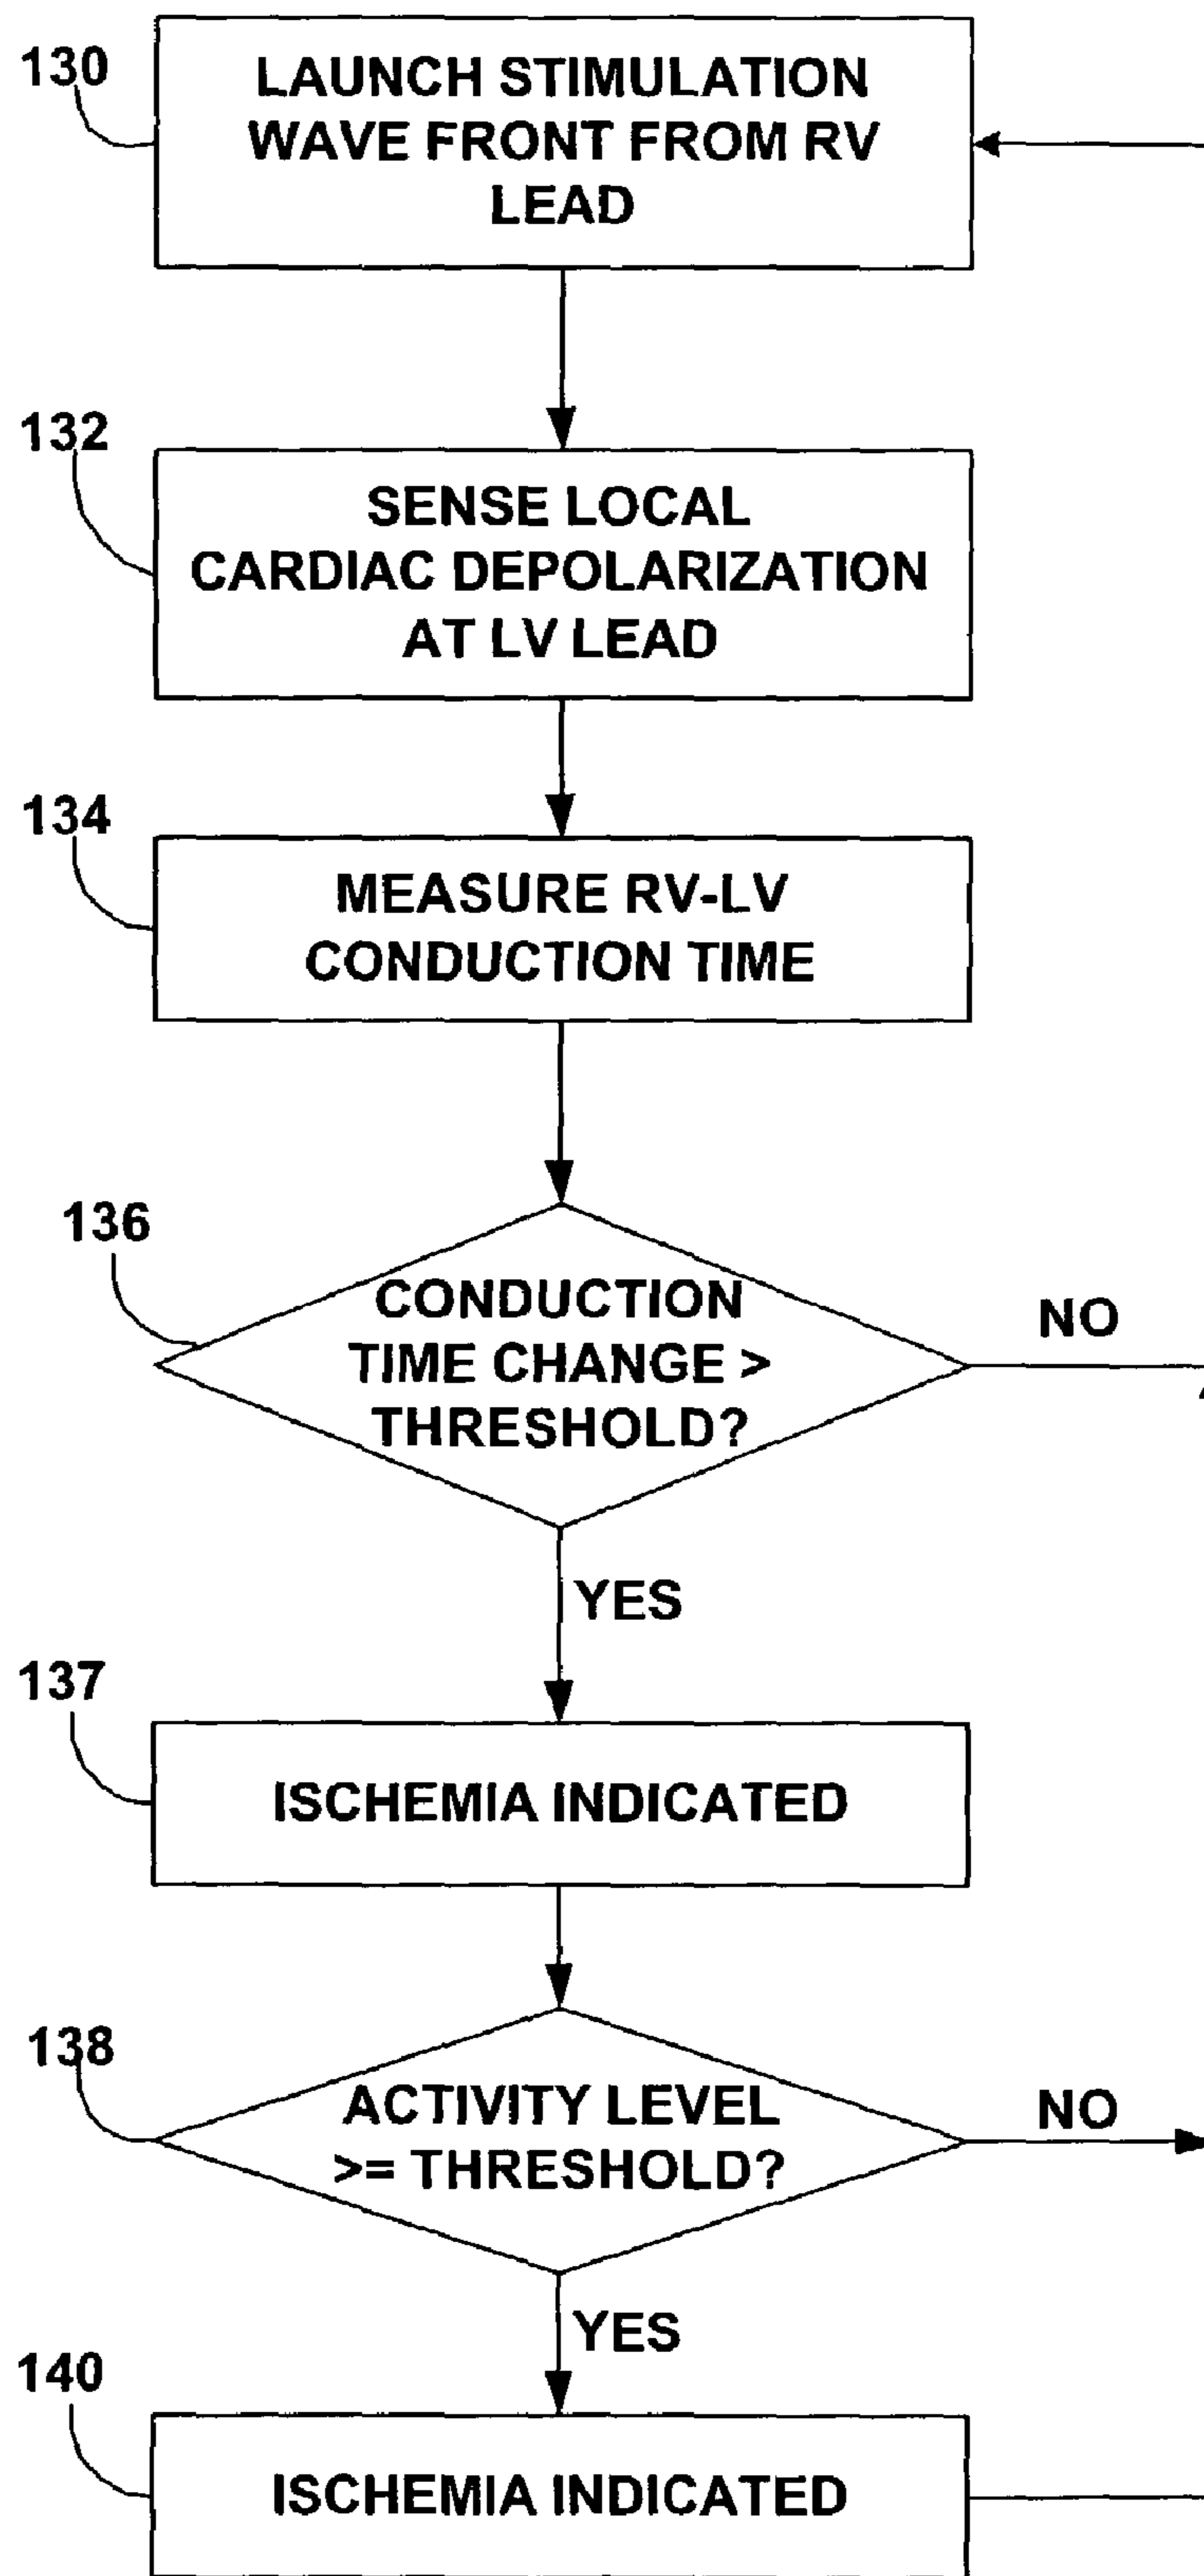 130
LAUNCH STIMULATION
WAVE FRONT FROM RV
LEAD
132
SENSE LOCAL
CARDIAC DEPOLARIZATION
AT LV LEAD
134
MEASURE RV-LV
CONDUCTION TIME
136
CONDUCTION
TIME CHANGE >
THRESHOLD?
NO
YES
137
ISCHEMIA INDICATED
138
ACTIVITY LEVEL
>= THRESHOLD?
NO
YES
140
ISCHEMIA INDICATED